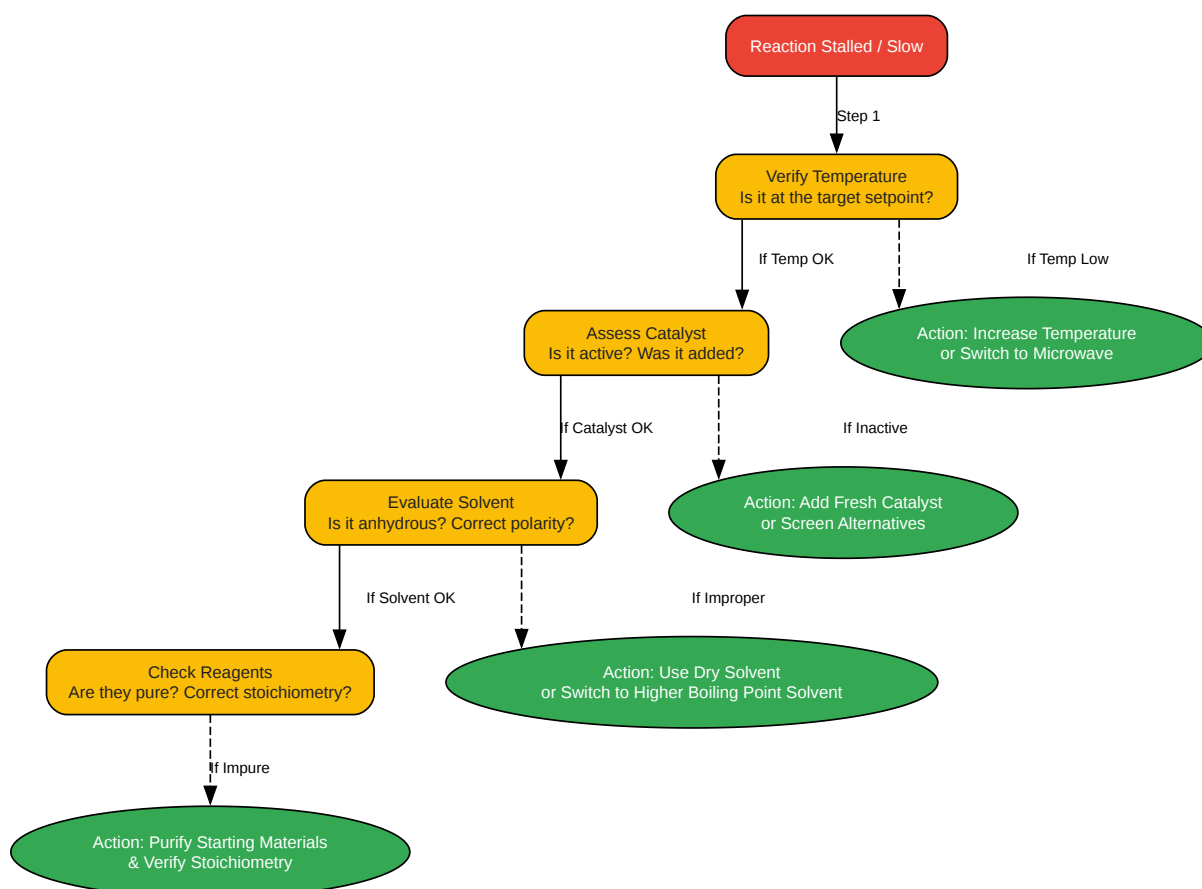 Reaction Stalled / Slow
Step 1
Verify Temperature
Is it at the target setpoint?
If Temp OK
If Temp Low
Assess Catalyst
Is it active? Was it added?
Action: Increase Temperature
or Switch to Microwave
If Catalyst OK
If Inactive
Evaluate Solvent
Is it anhydrous? Correct polarity?
Action: Add Fresh Catalyst
or Screen Alternatives
If Solvent OK
If Improper
Check Reagents
Are they pure? Correct stoichiometry?
Action: Use Dry Solvent
or Switch to Higher Boiling Point Solvent
If Impure
Action: Purify Starting Materials
& Verify Stoichiometry